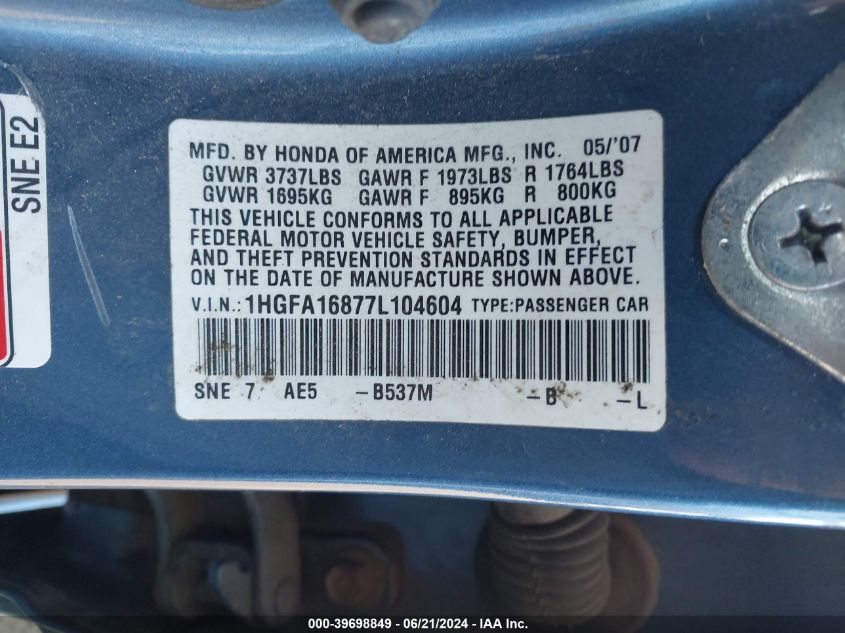 SNE E2
MFD. BY HONDA OF AMERICA MFG., INC. 05/'07
GVWR 3737LBS GAWR F 1973LBS R 1764LBS
GVWR 1695KG GAWR F 895KG R 800KG
THIS VEHICLE CONFORMS TO ALL APPLICABLE
FEDERAL MOTOR VEHICLE SAFETY, BUMPER,
AND THEFT PREVENTION STANDARDS IN EFFECT
ON THE DATE OF MANUFACTURE SHOWN ABOVE.
V.I.N.: 1HGFA16877L104604 TYPE:PASSENGER CAR
SNE 7 AE5 -B537M -B -L
000-39698849 - 06/21/2024 - IAA Inc.